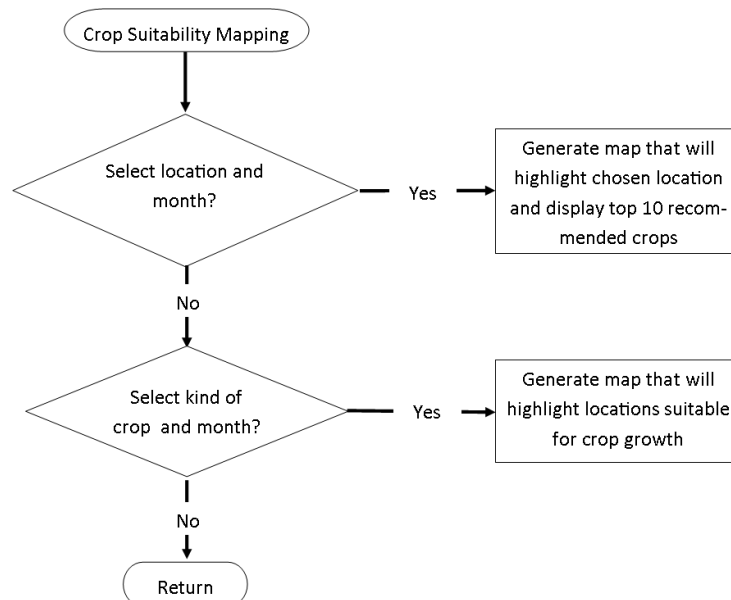 Crop Suitability Mapping
Select location and
month?
Yes
Generate map that will
highlight chosen location
and display top 10 recom-
mended crops
No
Select kind of
crop and month?
Yes
Generate map that will
highlight locations suitable
for crop growth
No
Return